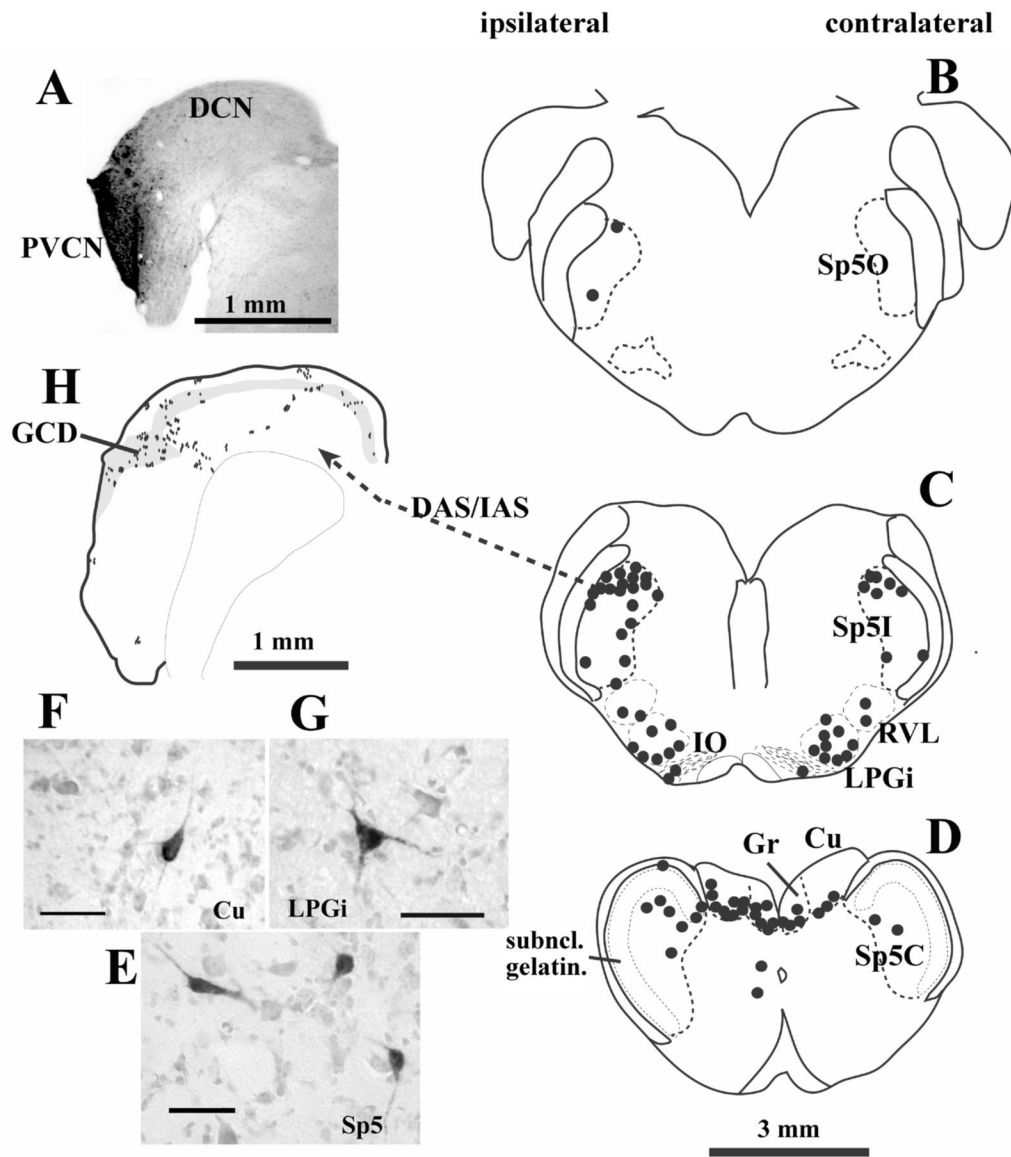 ipsilateral contralateral
A
DCN
PVCN
1 mm
B
Sp5O
H
GCD
DAS/IAS
1 mm
C
Sp5I
IO
RVL
LPGi
F
Cu
G
LPGi
E
Sp5
D
Gr
Cu
subncl.
gelatin.
Sp5C
3 mm